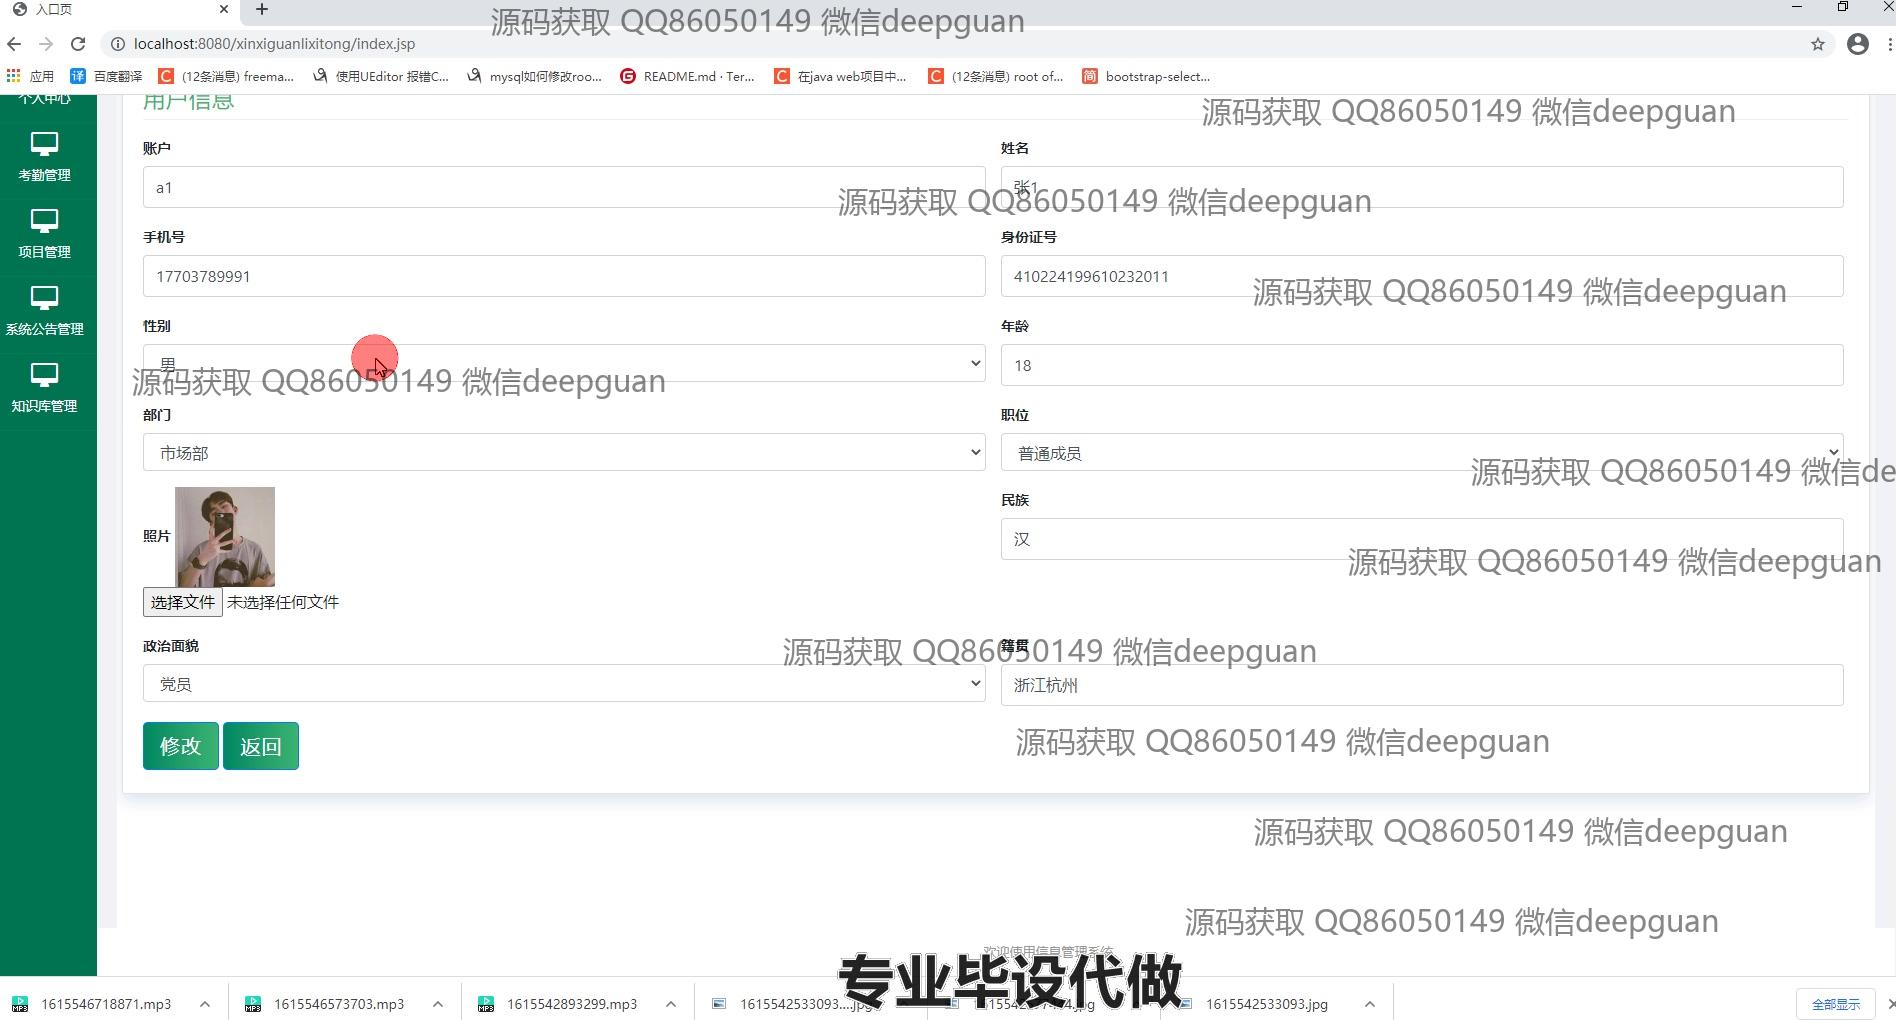 入口页
源码获取 QQ86050149 微信deepguan
localhost:8080/xinxiguanlixitong/index.jsp
应用
百度翻译
(12条消息) freema...
使用UEditor 报错C...
mysql如何修改roo...
README.md · Ter...
在java web项目中...
(12条消息) root of...
bootstrap-select...
个人中心
用户信息
源码获取 QQ86050149 微信deepguan
考勤管理
账户
姓名
a1
张1
源码获取 QQ86050149 微信deepguan
项目管理
手机号
身份证号
17703789991
410224199610232011
源码获取 QQ86050149 微信deepguan
系统公告管理
性别
年龄
男
18
源码获取 QQ86050149 微信deepguan
知识库管理
部门
职位
市场部
普通成员
源码获取 QQ86050149 微信de
照片
民族
汉
源码获取 QQ86050149 微信deepguan
选择文件 未选择任何文件
政治面貌
籍贯
源码获取 QQ86050149 微信deepguan
党员
浙江杭州
修改
返回
源码获取 QQ86050149 微信deepguan
源码获取 QQ86050149 微信deepguan
源码获取 QQ86050149 微信deepguan
欢迎使用信息管理系统
专业毕设代做
1615546718871.mp3
1615546573703.mp3
1615542893299.mp3
1615542533093....jpg
1615542533093.jpg
全部显示